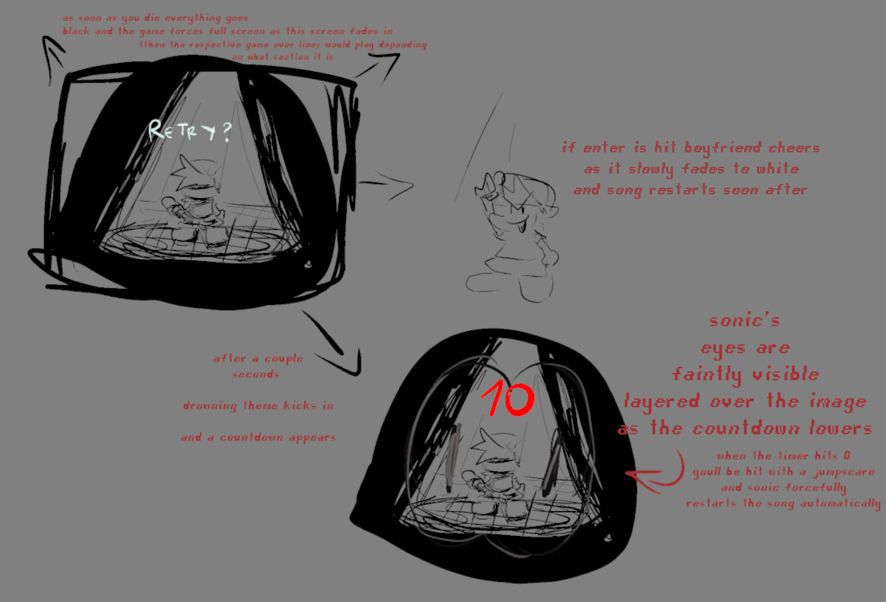 as soon as you die everything goes
black and the game forces full screen as this screen fades in
(then the respective game over lines would play depending
on what section it is
RETRY?
if enter is hit boyfriend cheers
as it slowly fades to white
and song restarts soon after
after a couple
seconds
drowning theme kicks in
and a countdown appears
10
sonic's
eyes are
faintly visible
layered over the image
as the countdown lowers
when the timer hits 0
youll be hit with a jumpscare
and sonic forcefully
restarts the song automatically